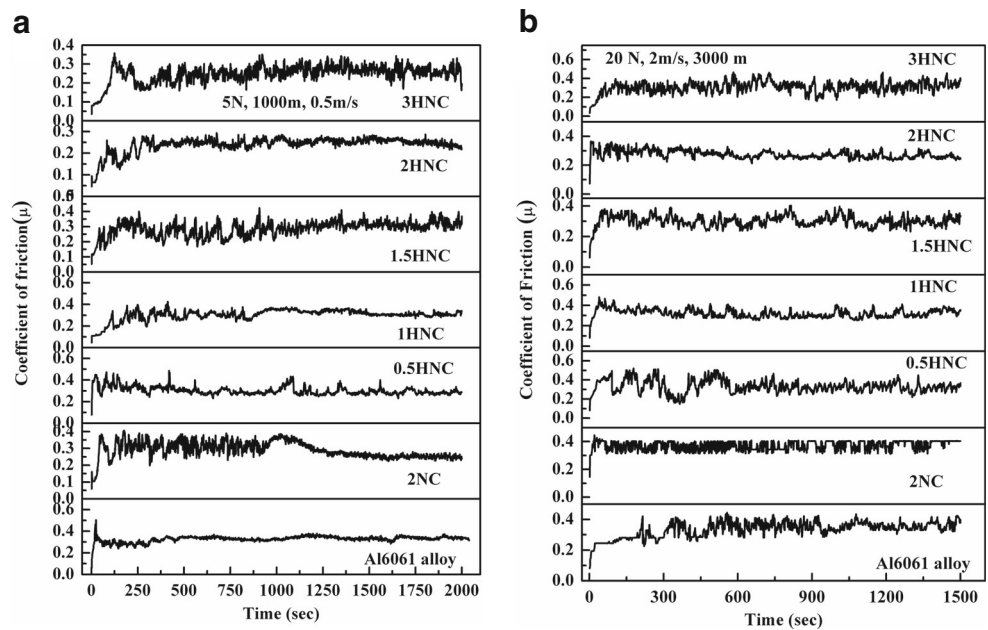 a
Coefficient of friction(μ)
0.4
0.3
0.2
0.1
0.0
5N, 1000m, 0.5m/s
3HNC
0.3
0.2
0.1
2HNC
0.4
0.3
0.2
0.1
0.0
1.5HNC
0.4
0.2
0.0
1HNC
0.6
0.4
0.2
0.0
0.5HNC
0.4
0.3
0.2
0.1
0.0
2NC
0.6
0.4
0.2
0.0
Al6061 alloy
0 250 500 750 1000 1250 1500 1750 2000
Time (sec)
b
Coefficient of Friction (μ)
20 N, 2m/s, 3000 m
3HNC
0.6
0.4
0.2
0.0
2HNC
0.4
0.2
0.0
0.4
0.2
0.0
1.5HNC
1HNC
0.6
0.4
0.2
0.0
0.5HNC
0.6
0.4
0.2
0.0
0.4
0.2
0.0
2NC
0.4
0.2
0.0
Al6061 alloy
0 300 600 900 1200 1500
Time (sec)